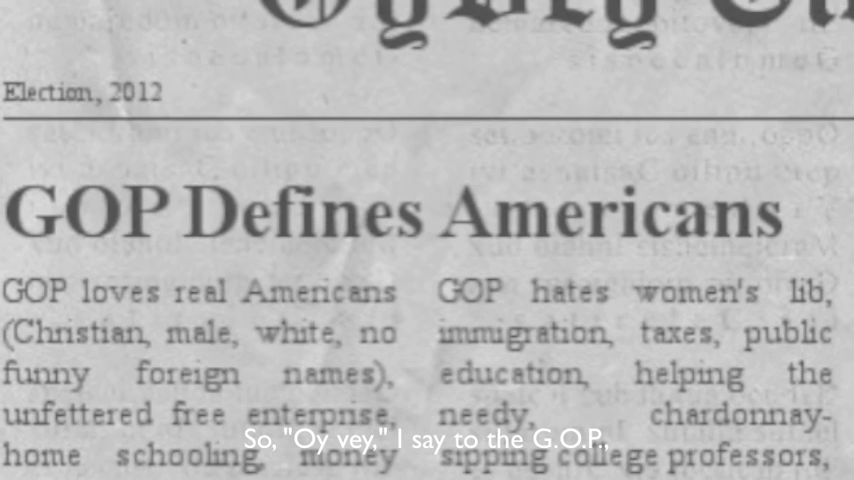 Election, 2012
GOP Defines Americans
GOP loves real Americans
(Christian, male, white, no
funny foreign names),
unfettered free enterprise,
home schooling, money
GOP hates women's lib,
immigration, taxes, public
education, helping the
needy, chardonnay-
sipping college professors,
So, "Oy vey," I say to the G.O.P.,